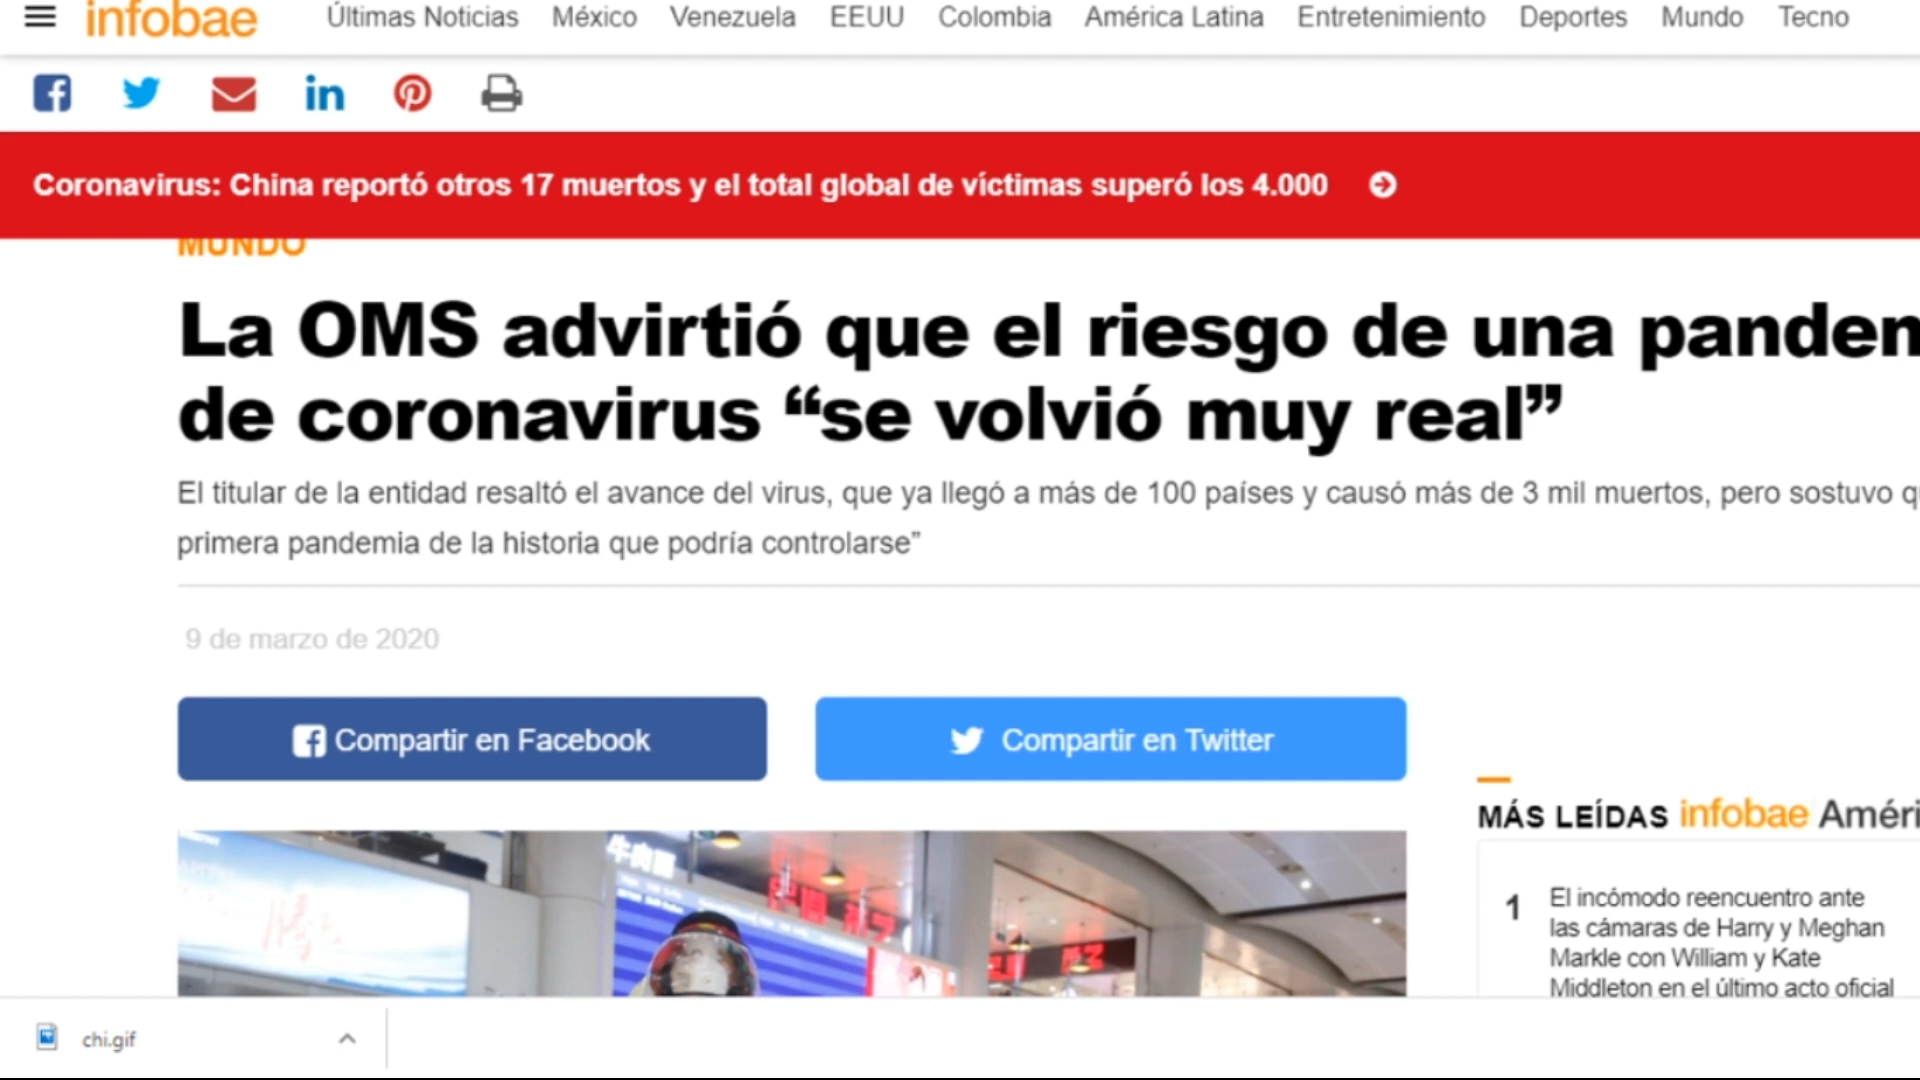 infobae
Últimas Noticias México Venezuela EEUU Colombia América Latina Entretenimiento Deportes Mundo Tecno
Coronavirus: China reportó otros 17 muertos y el total global de víctimas superó los 4.000
MUNDO
La OMS advirtió que el riesgo de una panden
de coronavirus “se volvió muy real”
El titular de la entidad resaltó el avance del virus, que ya llegó a más de 100 países y causó más de 3 mil muertos, pero sostuvo q
primera pandemia de la historia que podría controlarse”
9 de marzo de 2020
Compartir en Facebook
Compartir en Twitter
MÁS LEÍDAS infobae Améri
1
El incómodo reencuentro ante
las cámaras de Harry y Meghan
Markle con William y Kate
Middleton en el último acto oficial
chi.gif